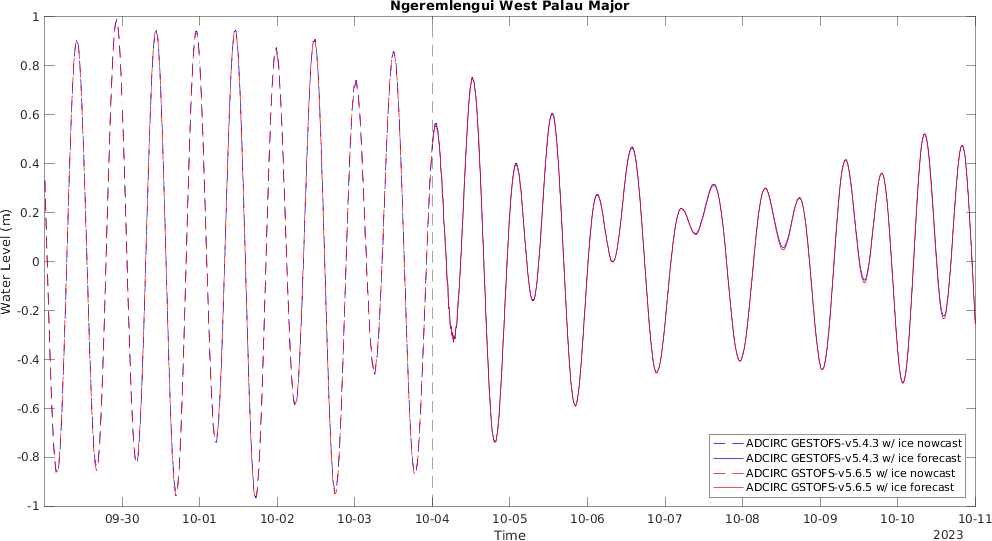 Ngeremlengui West Palau Major
1
0.8
0.6
0.4
0.2
0
-0.2
-0.4
-0.6
-0.8
-1
Water Level (m)
ADCIRC GESTOFS-v5.4.3 w/ ice nowcast
ADCIRC GESTOFS-v5.4.3 w/ ice forecast
ADCIRC GSTOFS-v5.6.5 w/ ice nowcast
ADCIRC GSTOFS-v5.6.5 w/ ice forecast
09-30 10-01 10-02 10-03 10-04 10-05 10-06 10-07 10-08 10-09 10-10 10-11
Time
2023